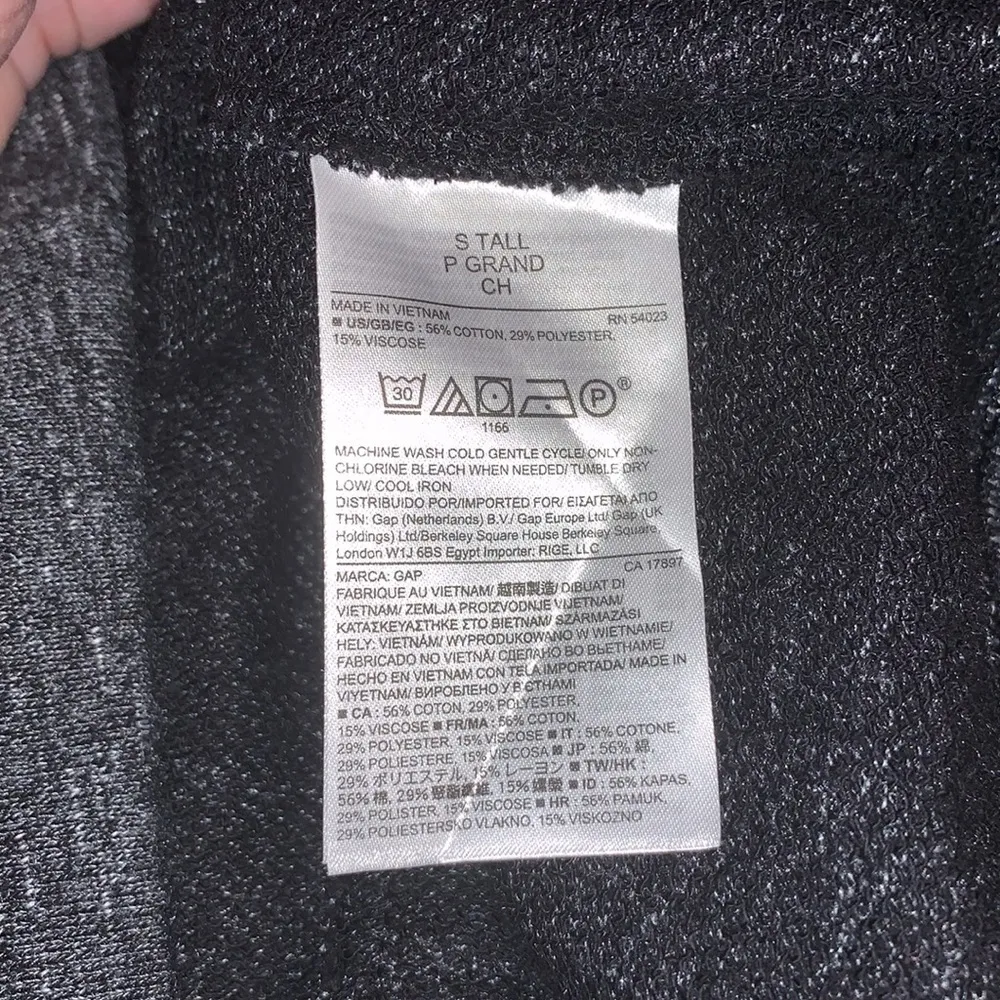 S TALL
P GRAND
CH
MADE IN VIETNAM
RN 54023
■ US/GB/EG : 56% COTTON, 29% POLYESTER,
15% VISCOSE
30
P®
1166
MACHINE WASH COLD GENTLE CYCLE/ ONLY NON-
CHLORINE BLEACH WHEN NEEDED/ TUMBLE DRY
LOW/ COOL IRON
DISTRIBUIDO POR/IMPORTED FOR/ ΕΙΣΑΓΕΤΑΙ ΑΠΟ
ΤΗΝ: Gap (Netherlands) B.V./ Gap Europe Ltd/ Gap (UK
Holdings) Ltd/Berkeley Square House Berkeley Square
London W1J 6BS Egypt Importer: RIGE, LLC
CA 17897
MARCA: GAP
FABRIQUE AU VIETNAM/ 越南製造/ DIBUAT DI
VIETNAM/ ZEMLJA PROIZVODNJE VIJETNAM/
ΚΑΤΑΣΚΕΥΑΣΤΗΚΕ ΣΤΟ ΒΙΕΤΝΑΜ/ SZÁRMAZÁSI
HELY: VIETNÁM/ WYPRODUKOWANO W WIETNAMIE/
FABRICADO NO VIETNÃ/ СДЕЛАНО ВО ВЬЕТНАМЕ/
HECHO EN VIETNAM CON TELA IMPORTADA/ MADE IN
VIYETNAM/ ВИРОБЛЕНО У В'ЄТНАМІ
■ CA : 56% COTON, 29% POLYESTER,
15% VISCOSE ■ FR/MA : 56% COTON,
29% POLYESTER, 15% VISCOSE ■ IT : 56% COTONE,
29% POLIESTERE, 15% VISCOSA ■ JP : 56% 綿,
29% ポリエステル, 15% レーヨン ■ TW/HK :
56% 棉, 29% 聚酯纖維, 15% 嫘縈 ■ ID : 56% KAPAS,
29% POLISTER, 15% VISCOSE ■ HR : 56% PAMUK,
29% POLIESTERSKO VLAKNO, 15% VISKOZNO